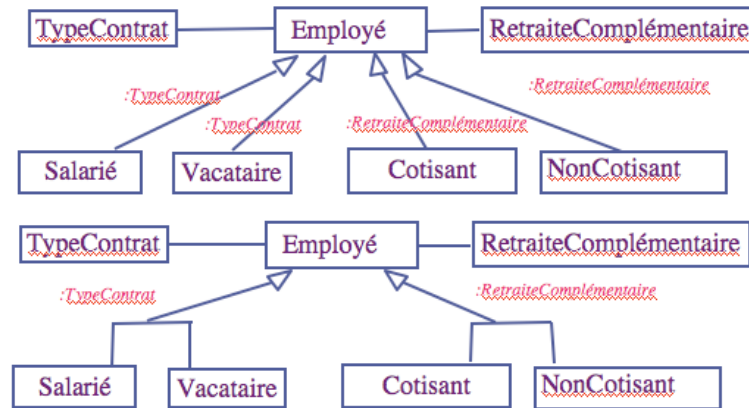 TypeContrat Employé RetraiteComplémentaire
:TypeContrat :RetraiteComplémentaire
:TypeContrat :RetraiteComplémentaire
Salarié Vacataire Cotisant NonCotisant
TypeContrat Employé RetraiteComplémentaire
:TypeContrat :RetraiteComplémentaire
Salarié Vacataire Cotisant NonCotisant